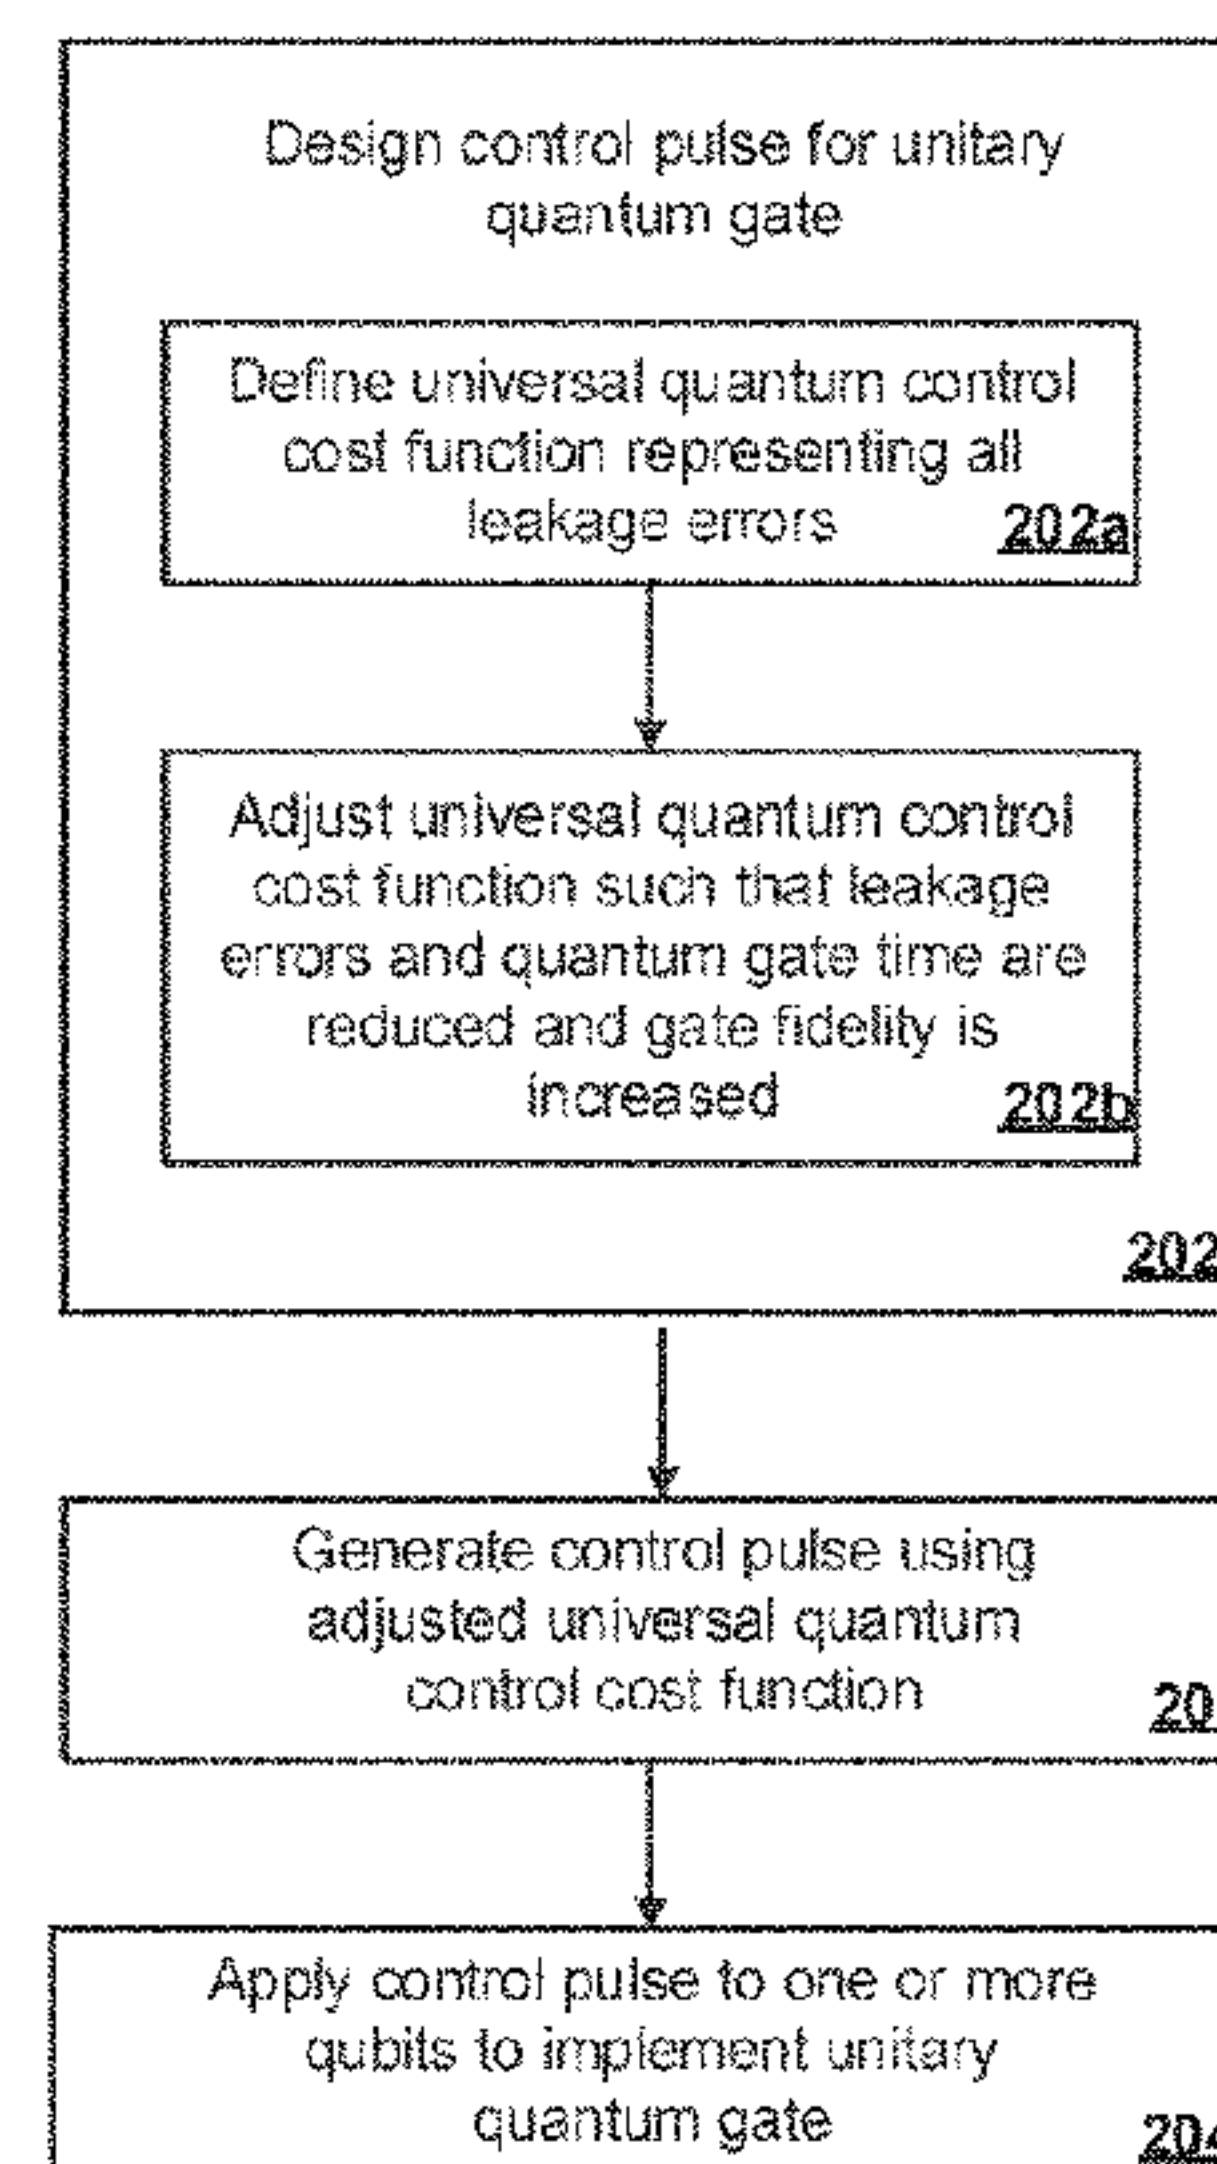 Design control pulse for unitary
quantum gate
Define universal quantum control
cost function representing all
leakage errors
202a
Adjust universal quantum control
cost function such that leakage
errors and quantum gate time are
reduced and gate fidelity is
increased
202b
202
Generate control pulse using
adjusted universal quantum
control cost function
20
Apply control pulse to one or more
qubits to implement unitary
quantum gate
204